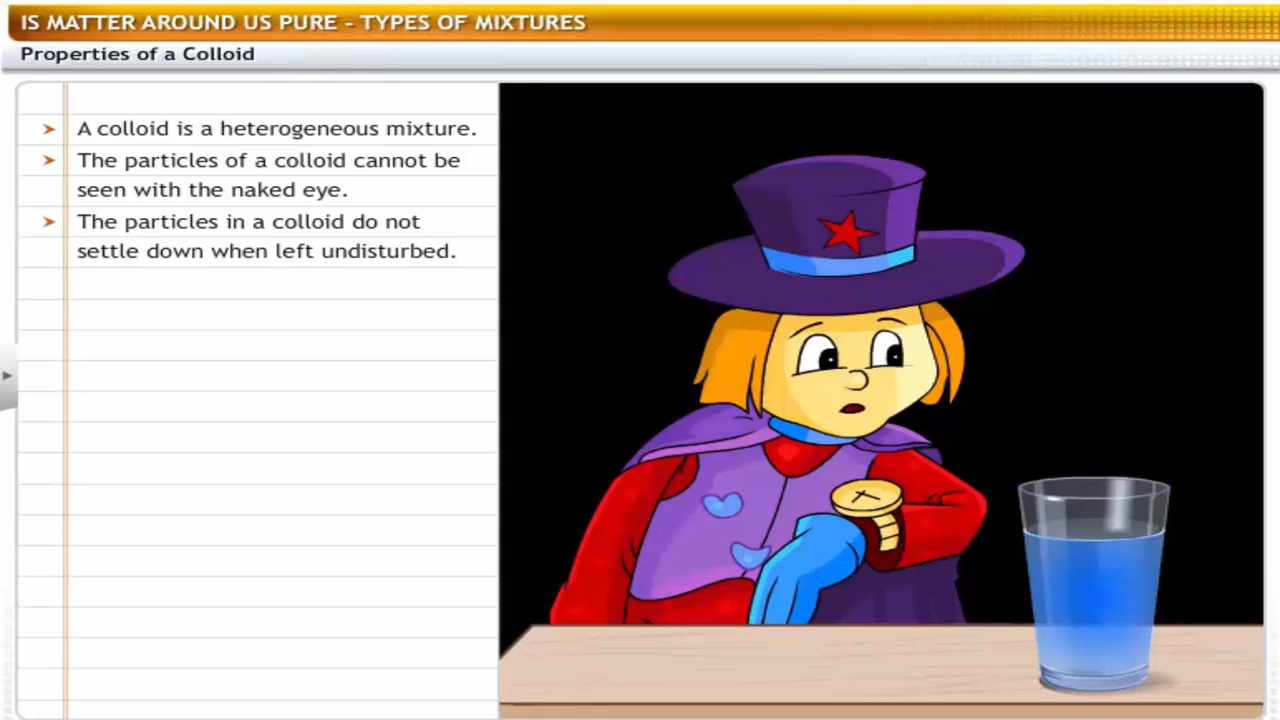 IS MATTER AROUND US PURE - TYPES OF MIXTURES
Properties of a Colloid
A colloid is a heterogeneous mixture.
The particles of a colloid cannot be
seen with the naked eye.
The particles in a colloid do not
settle down when left undisturbed.